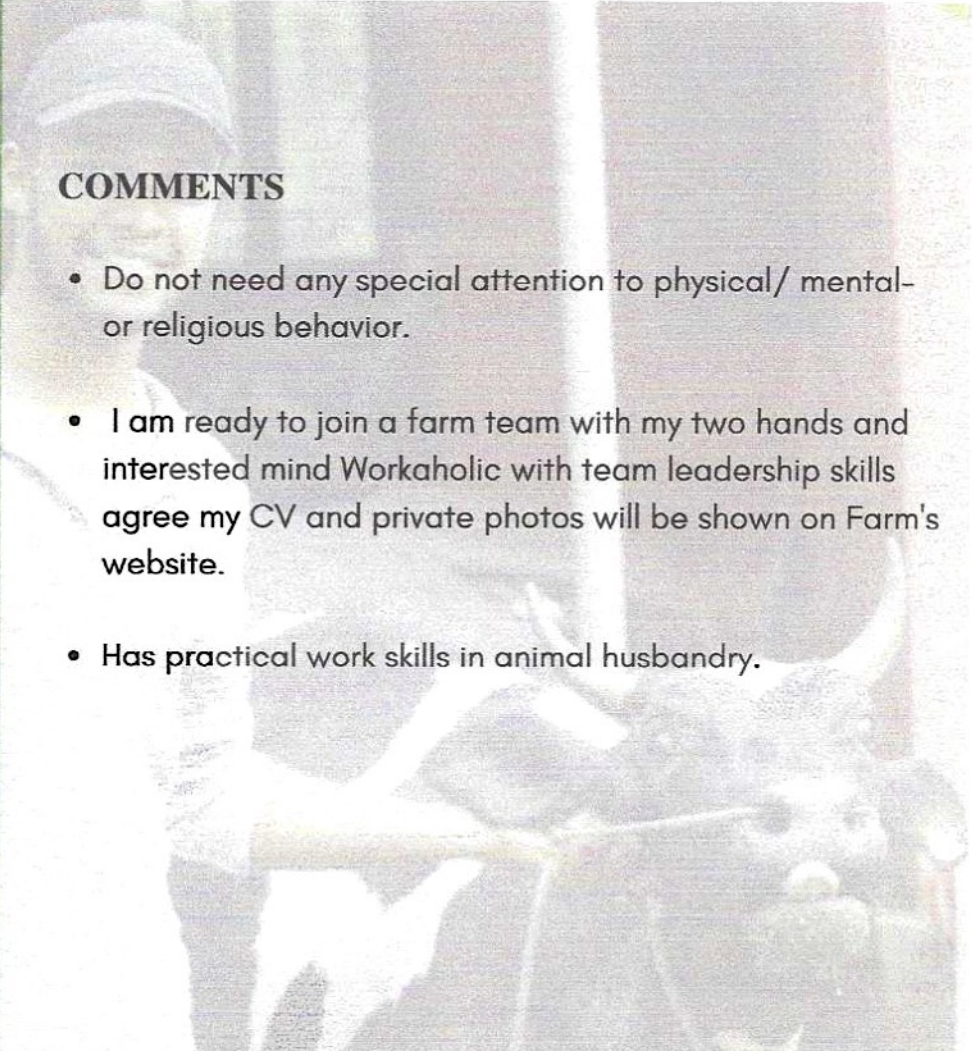 COMMENTS
• Do not need any special attention to physical/ mental-
or religious behavior.
• I am ready to join a farm team with my two hands and
interested mind Workaholic with team leadership skills
agree my CV and private photos will be shown on Farm's
website.
• Has practical work skills in animal husbandry.